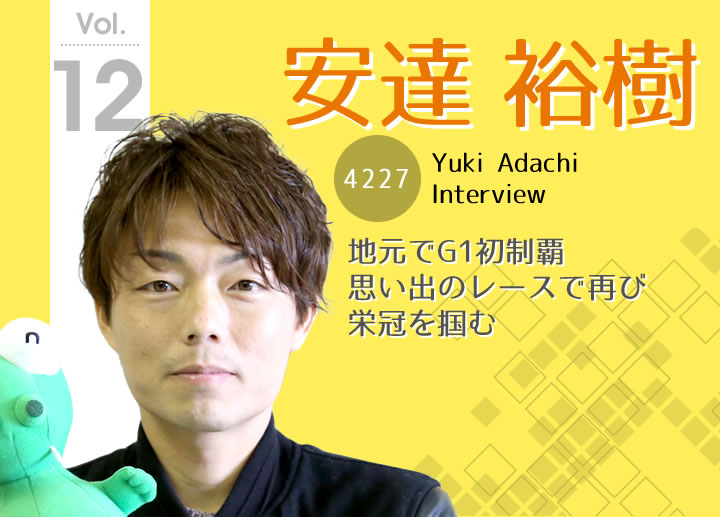 Vol.
12
安達 裕樹
4227
Yuki Adachi
Interview
地元でG1初制覇
思い出のレースで再び
栄冠を掴む